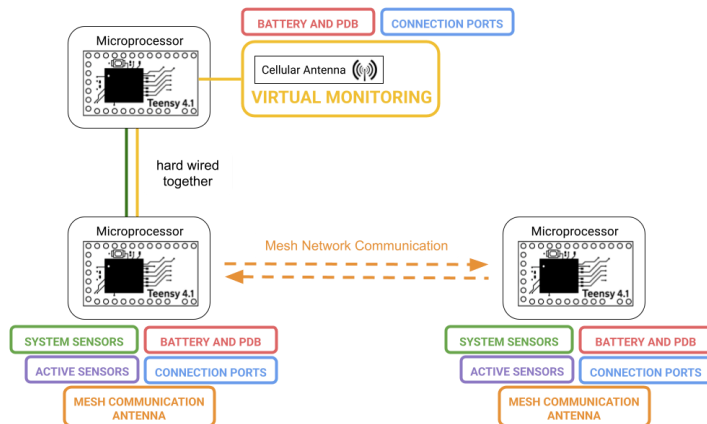 BATTERY AND PDB
CONNECTION PORTS
Microprocessor
Teensy 4.1
Cellular Antenna
VIRTUAL MONITORING
hard wired
together
Microprocessor
Teensy 4.1
Mesh Network Communication
Microprocessor
Teensy 4.1
SYSTEM SENSORS
BATTERY AND PDB
ACTIVE SENSORS
CONNECTION PORTS
MESH COMMUNICATION
ANTENNA
SYSTEM SENSORS
BATTERY AND PDB
ACTIVE SENSORS
CONNECTION PORTS
MESH COMMUNICATION
ANTENNA